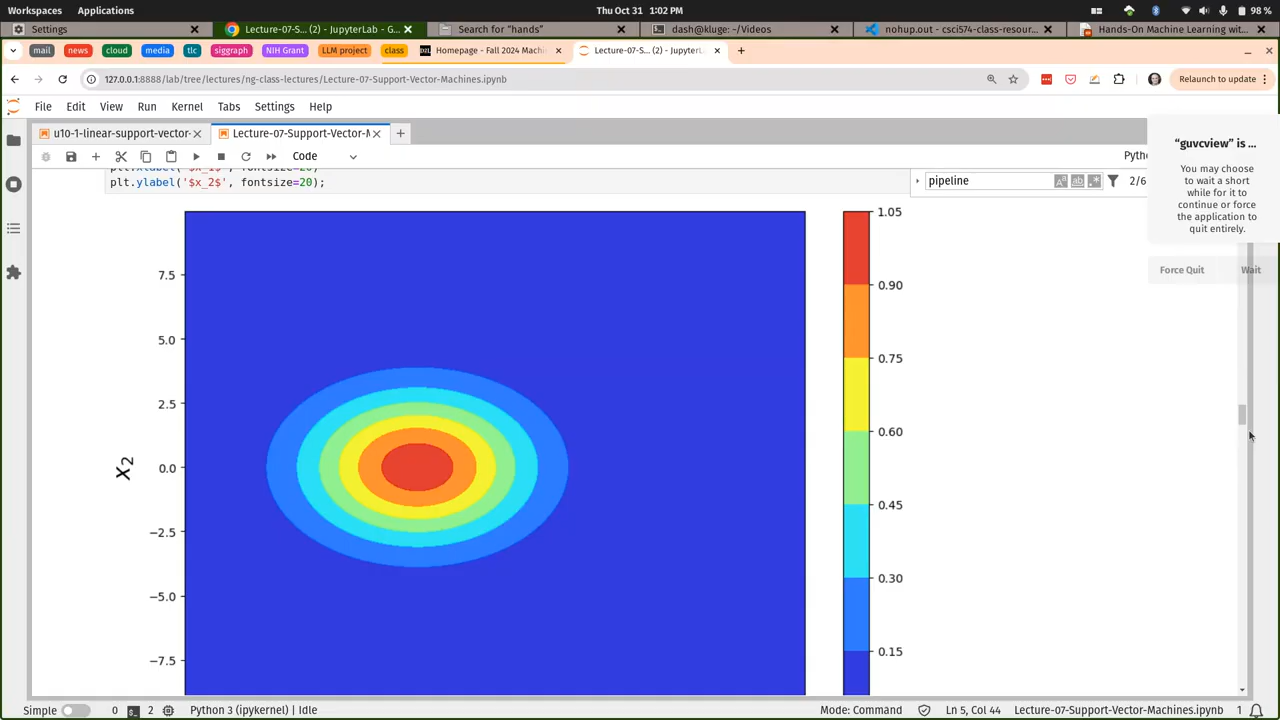 Workspaces Applications Thu Oct 31 1:02 PM 98 %
Settings Lecture-07-S... (2) - JupyterLab - G... Search for “hands” dash@kluge: ~/Videos nohup.out - csci574-class-resour... Hands-On Machine Learning wit...
mail news cloud media tlc siggraph NIH Grant LLM project class Homepage - Fall 2024 Machi Lecture-07-S... (2) - JupyterL
127.0.0.1:8888/lab/tree/lectures/ng-class-lectures/Lecture-07-Support-Vector-Machines.ipynb Relaunch to update
File Edit View Run Kernel Tabs Settings Help
u10-1-linear-support-vector- Lecture-07-Support-Vector-M
Code Pyth
plt.ylabel('$x_2$', fontsize=20);
pipeline 2/6
“guvcview” is ...
You may choose
to wait a short
while for it to
continue or force
the application to
quit entirely.
Force Quit Wait
7.5
5.0
2.5
0.0
−2.5
−5.0
−7.5
x2
1.05
0.90
0.75
0.60
0.45
0.30
0.15
Simple 0 2 Python 3 (ipykernel) | Idle Mode: Command Ln 5, Col 44 Lecture-07-Support-Vector-Machines.ipynb 1